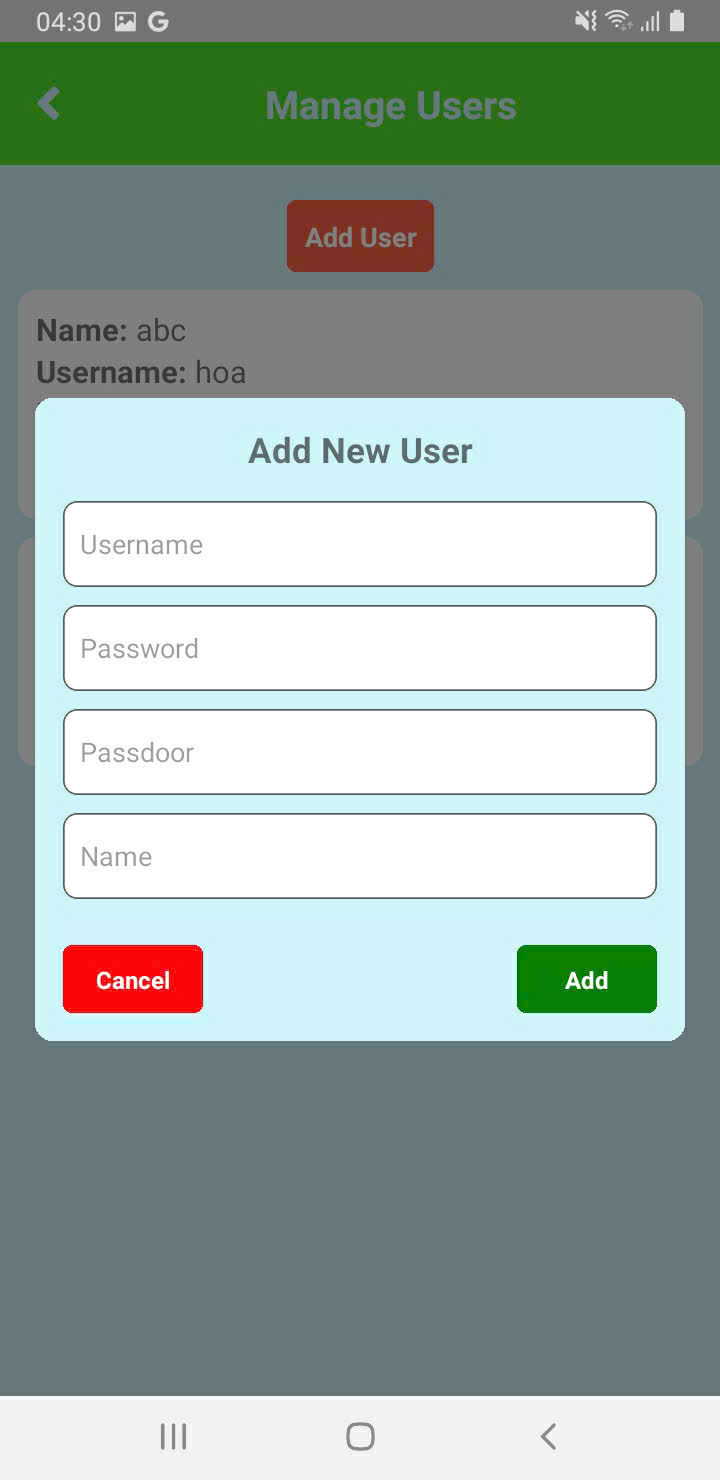 04:30
Manage Users
Add User
Name: abc
Username: hoa
Add New User
Username
Password
Passdoor
Name
Cancel
Add